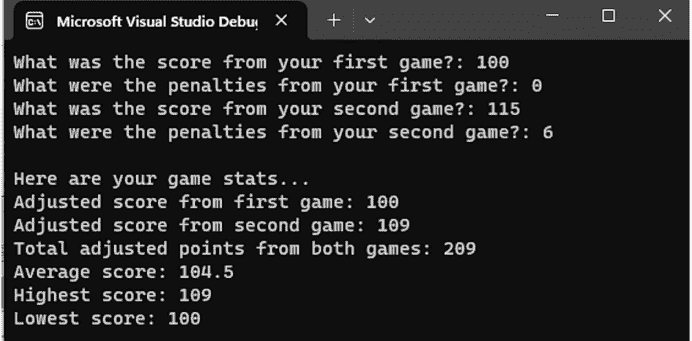 Microsoft Visual Studio Debu
What was the score from your first game?: 100
What were the penalties from your first game?: 0
What was the score from your second game?: 115
What were the penalties from your second game?: 6
Here are your game stats...
Adjusted score from first game: 100
Adjusted score from second game: 109
Total adjusted points from both games: 209
Average score: 104.5
Highest score: 109
Lowest score: 100